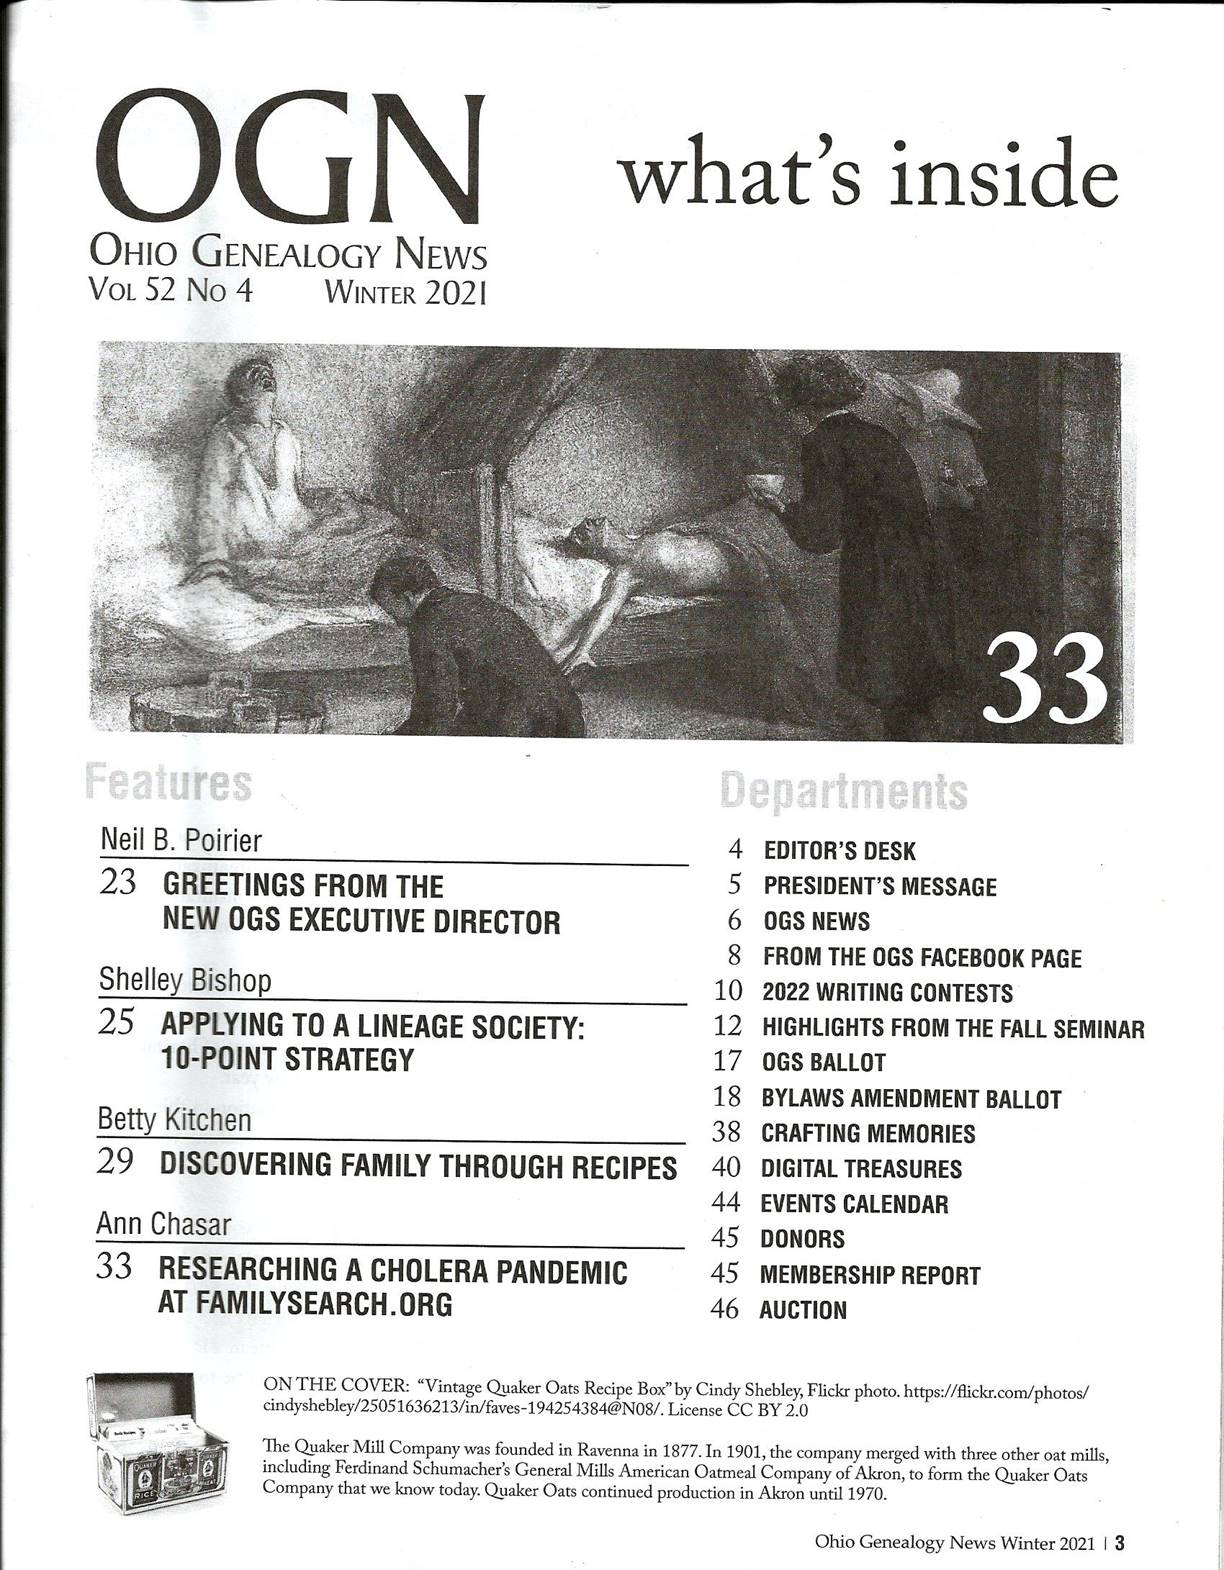 OGN
OHIO GENEALOGY NEWS
VOL 52 NO 4 WINTER 2021
what's inside
33
Features
Neil B. Poirier
23 GREETINGS FROM THE
NEW OGS EXECUTIVE DIRECTOR
Shelley Bishop
25 APPLYING TO A LINEAGE SOCIETY:
10-POINT STRATEGY
Betty Kitchen
29 DISCOVERING FAMILY THROUGH RECIPES
Ann Chasar
33 RESEARCHING A CHOLERA PANDEMIC
AT FAMILYSEARCH.ORG
Departments
4 EDITOR'S DESK
5 PRESIDENT'S MESSAGE
6 OGS NEWS
8 FROM THE OGS FACEBOOK PAGE
10 2022 WRITING CONTESTS
12 HIGHLIGHTS FROM THE FALL SEMINAR
17 OGS BALLOT
18 BYLAWS AMENDMENT BALLOT
38 CRAFTING MEMORIES
40 DIGITAL TREASURES
44 EVENTS CALENDAR
45 DONORS
45 MEMBERSHIP REPORT
46 AUCTION
QUAKER
RICE
ON THE COVER: "Vintage Quaker Oats Recipe Box" by Cindy Shebley, Flickr photo. https://flickr.com/photos/
cindyshebley/25051636213/in/faves-194254384@N08/. License CC BY 2.0
The Quaker Mill Company was founded in Ravenna in 1877. In 1901, the company merged with three other oat mills,
including Ferdinand Schumacher's General Mills American Oatmeal Company of Akron, to form the Quaker Oats
Company that we know today. Quaker Oats continued production in Akron until 1970.
Ohio Genealogy News Winter 2021 | 3